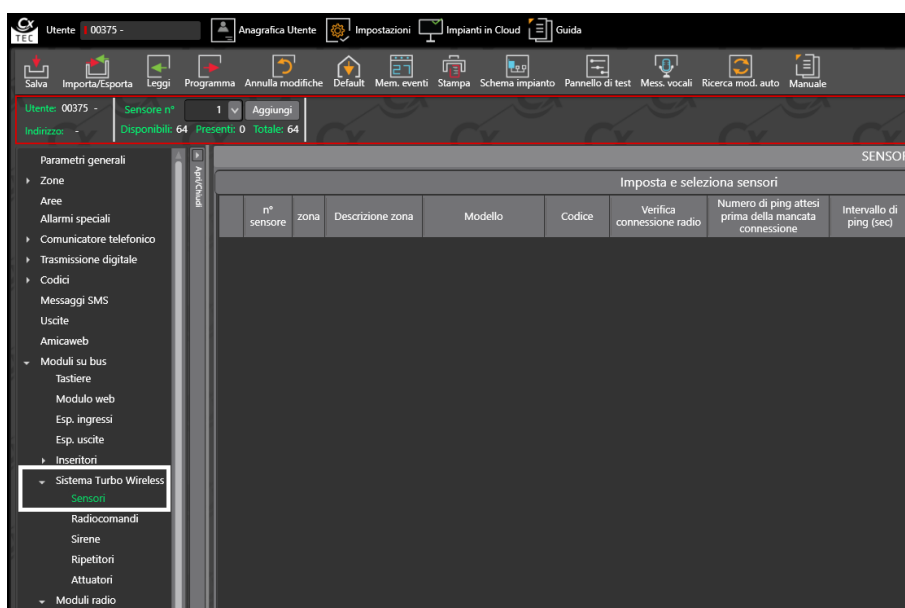 Cx TEC Utente 00375 - Anagrafica Utente Impostazioni Impianti in Cloud Guida
Salva Importa/Esporta Leggi Programma Annulla modifiche Default Mem. eventi Stampa Schema impianto Pannello di test Mess. vocali Ricerca mod. auto Manuale
Utente: 00375 - Sensore n° 1 Aggiungi
Indirizzo: - Disponibili: 64 Presenti: 0 Totale: 64
Apri/Chiudi
SENSOR
Imposta e seleziona sensori
n° sensore zona Descrizione zona Modello Codice Verifica connessione radio Numero di ping attesi prima della mancata connessione Intervallo di ping (sec)
Parametri generali
Zone
Aree
Allarmi speciali
Comunicatore telefonico
Trasmissione digitale
Codici
Messaggi SMS
Uscite
Amicaweb
Moduli su bus
Tastiere
Modulo web
Esp. ingressi
Esp. uscite
Inseritori
Sistema Turbo Wireless
Sensori
Radiocomandi
Sirene
Ripetitori
Attuatori
Moduli radio